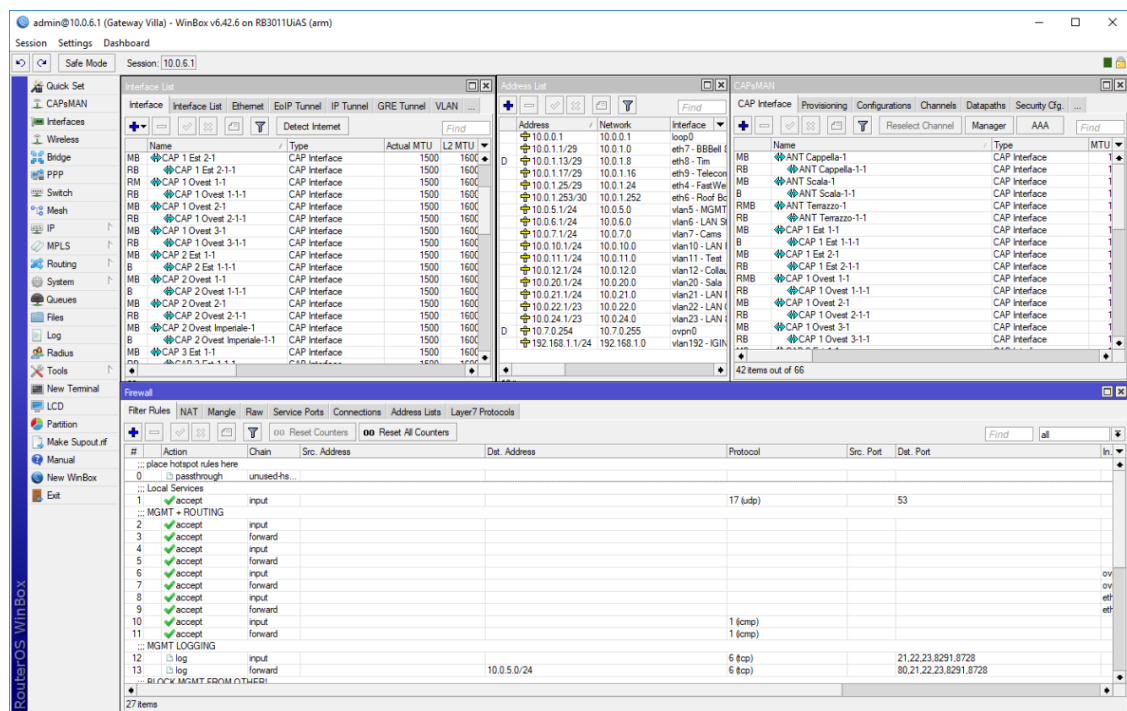 admin@10.0.6.1 (Gateway Villa) - WinBox v6.42.6 on RB3011UiAS (arm)
Session Settings Dashboard
Safe Mode Session: 10.0.6.1
Quick Set
CAPsMAN
Interfaces
Wireless
Bridge
PPP
Switch
Mesh
IP
MPLS
Routing
System
Queues
Files
Log
Radius
Tools
New Terminal
LCD
Partition
Make Supout.rif
Manual
New WinBox
Exit
RouterOS WinBox
Interface List
Interface Interface List Ethernet EoIP Tunnel IP Tunnel GRE Tunnel VLAN ...
Detect Internet Find
Name Type Actual MTU L2 MTU
MB CAP 1 Est 2-1 CAP Interface 1500 1600
RB CAP 1 Est 2-1-1 CAP Interface 1500 1600
RM CAP 1 Ovest 1-1 CAP Interface 1500 1600
RB CAP 1 Ovest 1-1-1 CAP Interface 1500 1600
MB CAP 1 Ovest 2-1 CAP Interface 1500 1600
RB CAP 1 Ovest 2-1-1 CAP Interface 1500 1600
MB CAP 1 Ovest 3-1 CAP Interface 1500 1600
RB CAP 1 Ovest 3-1-1 CAP Interface 1500 1600
MB CAP 2 Est 1-1 CAP Interface 1500 1600
B CAP 2 Est 1-1-1 CAP Interface 1500 1600
MB CAP 2 Ovest 1-1 CAP Interface 1500 1600
B CAP 2 Ovest 1-1-1 CAP Interface 1500 1600
MB CAP 2 Ovest 2-1 CAP Interface 1500 1600
RB CAP 2 Ovest 2-1-1 CAP Interface 1500 1600
MB CAP 2 Ovest Imperiale-1 CAP Interface 1500 1600
B CAP 2 Ovest Imperiale-1-1 CAP Interface 1500 1600
MB CAP 3 Est 1-1 CAP Interface 1500 1600
Address List
Find
Address Network Interface
10.0.0.1 10.0.0.1 loop0
10.0.1.1/29 10.0.1.0 eth7 - BBBell
D 10.0.1.13/29 10.0.1.8 eth8 - Tim
10.0.1.17/29 10.0.1.16 eth9 - Telecon
10.0.1.25/29 10.0.1.24 eth4 - FastWe
10.0.1.253/30 10.0.1.252 eth6 - Roof Bo
10.0.5.1/24 10.0.5.0 vlan5 - MGMT
10.0.6.1/24 10.0.6.0 vlan6 - LAN St
10.0.7.1/24 10.0.7.0 vlan7 - Cams
10.0.10.1/24 10.0.10.0 vlan10 - LAN
10.0.11.1/24 10.0.11.0 vlan11 - Test
10.0.12.1/24 10.0.12.0 vlan12 - Collau
10.0.20.1/24 10.0.20.0 vlan20 - Sala
10.0.21.1/24 10.0.21.0 vlan21 - LAN
10.0.22.1/23 10.0.22.0 vlan22 - LAN
10.0.24.1/23 10.0.24.0 vlan23 - LAN
D 10.7.0.254 10.7.0.255 ovpn0
192.168.1.1/24 192.168.1.0 vlan192 - IGIN
CAPsMAN
CAP Interface Provisioning Configurations Channels Datapaths Security Cfg. ...
Reselect Channel Manager AAA Find
Name Type MTU
MB ANT Cappella-1 CAP Interface
RB ANT Cappella-1-1 CAP Interface
MB ANT Scala-1 CAP Interface
B ANT Scala-1-1 CAP Interface
RMB ANT Terrazzo-1 CAP Interface
RB ANT Terrazzo-1-1 CAP Interface
MB CAP 1 Est 1-1 CAP Interface
B CAP 1 Est 1-1-1 CAP Interface
MB CAP 1 Est 2-1 CAP Interface
RB CAP 1 Est 2-1-1 CAP Interface
RMB CAP 1 Ovest 1-1 CAP Interface
RB CAP 1 Ovest 1-1-1 CAP Interface
MB CAP 1 Ovest 2-1 CAP Interface
RB CAP 1 Ovest 2-1-1 CAP Interface
MB CAP 1 Ovest 3-1 CAP Interface
RB CAP 1 Ovest 3-1-1 CAP Interface
42 items out of 66
Firewall
Filter Rules NAT Mangle Raw Service Ports Connections Address Lists Layer7 Protocols
00 Reset Counters 00 Reset All Counters Find all
# Action Chain Src. Address Dst. Address Protocol Src. Port Dst. Port In.
;;; place hotspot rules here
0 passthrough unused-hs...
;;; Local Services
1 accept input 17 (udp) 53
;;; MGMT + ROUTING
2 accept input
3 accept forward
4 accept input
5 accept forward
6 accept input ov
7 accept forward ov
8 accept input eth
9 accept forward eth
10 accept input 1 (icmp)
11 accept forward 1 (icmp)
;;; MGMT LOGGING
12 log input 6 (tcp) 21,22,23,8291,8728
13 log forward 10.0.5.0/24 6 (tcp) 80,21,22,23,8291,8728
;;; BLOCK MGMT FROM OTHER!
27 items